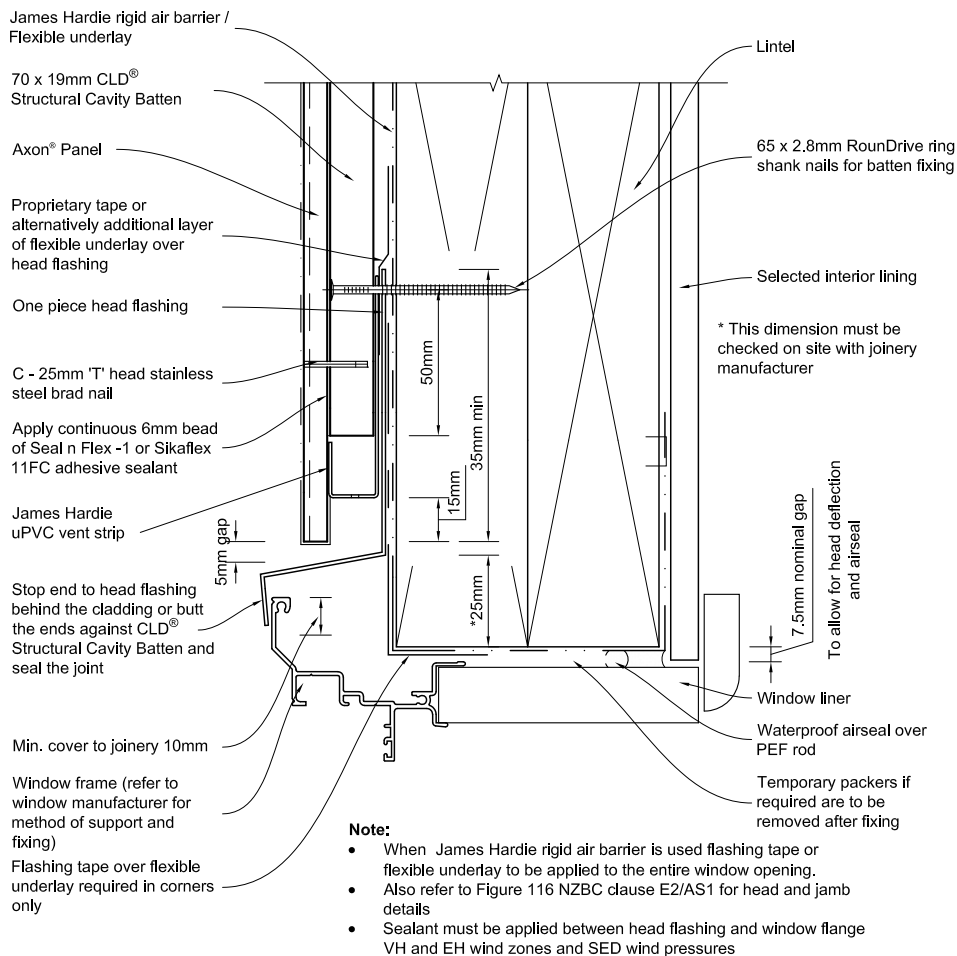 James Hardie rigid air barrier /
Flexible underlay
70 x 19mm CLD®
Structural Cavity Batten
Axon® Panel
Proprietary tape or
alternatively additional layer
of flexible underlay over
head flashing
One piece head flashing
C - 25mm 'T' head stainless
steel brad nail
Apply continuous 6mm bead
of Seal n Flex -1 or Sikaflex
11FC adhesive sealant
James Hardie
uPVC vent strip
5mm gap
Stop end to head flashing
behind the cladding or butt
the ends against CLD®
Structural Cavity Batten and
seal the joint
Min. cover to joinery 10mm
Window frame (refer to
window manufacturer for
method of support and
fixing)
Flashing tape over flexible
underlay required in corners
only
50mm
35mm min
15mm
*25mm
Lintel
65 x 2.8mm RounDrive ring
shank nails for batten fixing
Selected interior lining
* This dimension must be
checked on site with joinery
manufacturer
7.5mm nominal gap
To allow for head deflection
and airseal
Window liner
Waterproof airseal over
PEF rod
Temporary packers if
required are to be
removed after fixing
Note:
• When James Hardie rigid air barrier is used flashing tape or
flexible underlay to be applied to the entire window opening.
• Also refer to Figure 116 NZBC clause E2/AS1 for head and jamb
details
• Sealant must be applied between head flashing and window flange
VH and EH wind zones and SED wind pressures